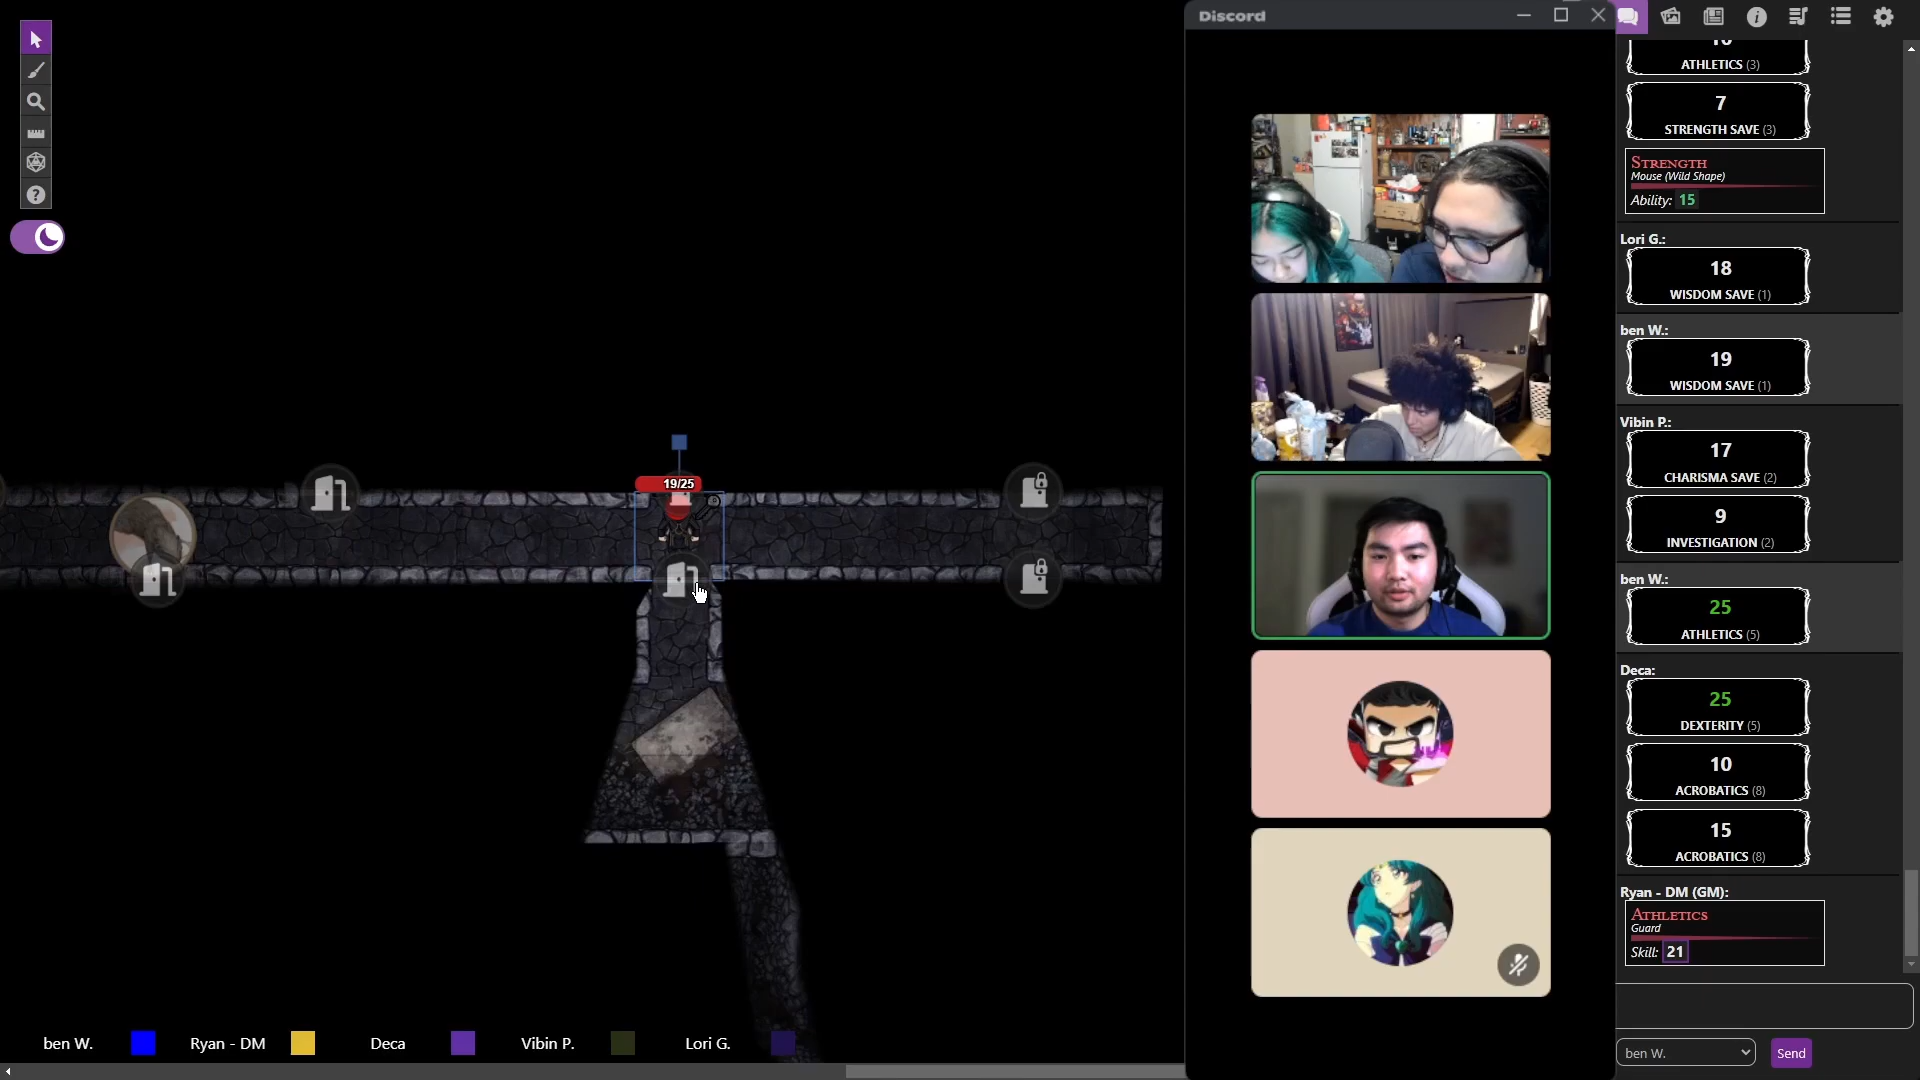 Discord
ATHLETICS (3)
7
STRENGTH SAVE (3)
STRENGTH
Mouse (Wild Shape)
Ability: 15
Lori G.:
18
WISDOM SAVE (1)
ben W.:
19
WISDOM SAVE (1)
Vibin P.:
17
CHARISMA SAVE (2)
9
INVESTIGATION (2)
ben W.:
25
ATHLETICS (5)
Deca:
25
DEXTERITY (5)
10
ACROBATICS (8)
15
ACROBATICS (8)
Ryan - DM (GM):
ATHLETICS
Guard
Skill: 21
19/25
ben W.
Ryan - DM
Deca
Vibin P.
Lori G.
ben W.
Send